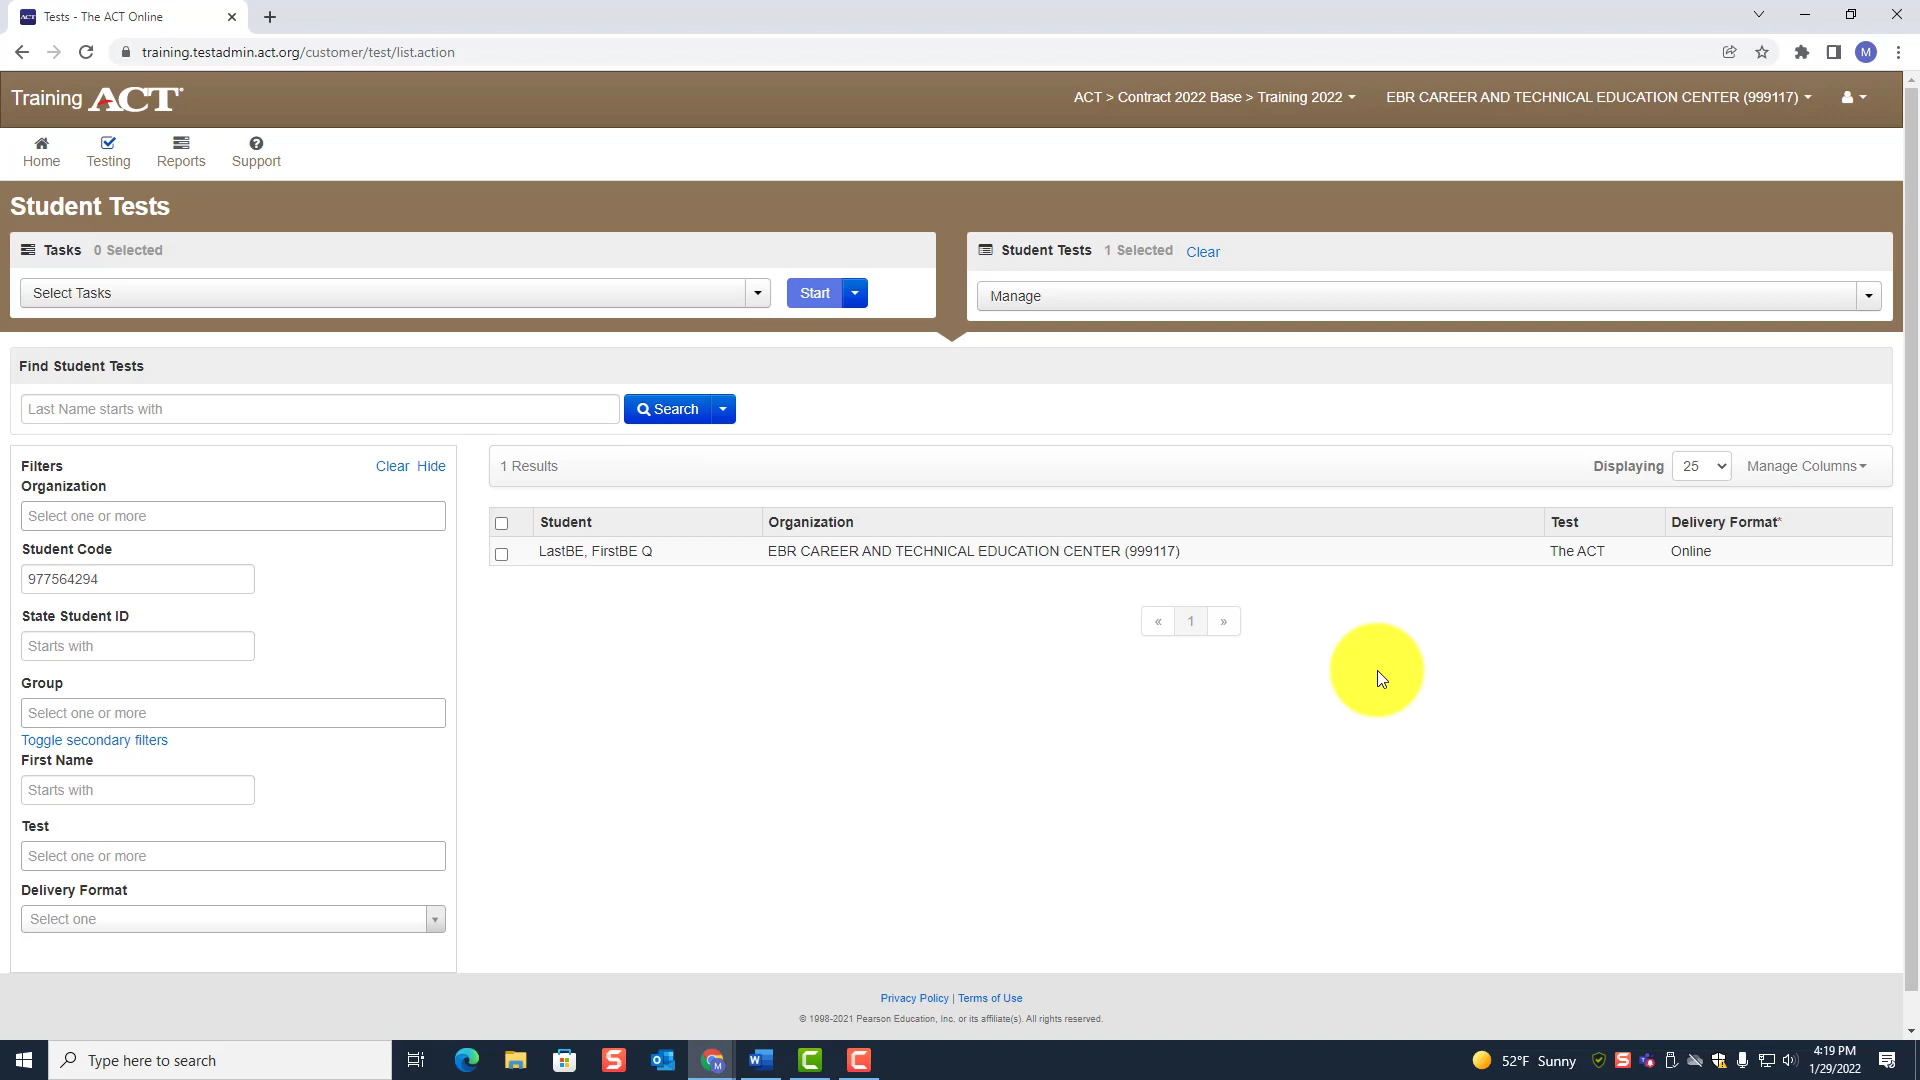 Tests - The ACT Online
training.testadmin.act.org/customer/test/list.action
M
Training ACT
ACT > Contract 2022 Base > Training 2022
EBR CAREER AND TECHNICAL EDUCATION CENTER (999117)
Home
Testing
Reports
Support
Student Tests
Tasks 0 Selected
Student Tests 1 Selected Clear
Select Tasks
Start
Manage
Find Student Tests
Last Name starts with
Search
Filters
Clear Hide
1 Results
Displaying 25 Manage Columns
Organization
Select one or more
Student Organization Test Delivery Format*
LastBE, FirstBE Q EBR CAREER AND TECHNICAL EDUCATION CENTER (999117) The ACT Online
Student Code
977564294
State Student ID
Starts with
« 1 »
Group
Select one or more
Toggle secondary filters
First Name
Starts with
Test
Select one or more
Delivery Format
Select one
Privacy Policy | Terms of Use
© 1998-2021 Pearson Education, Inc. or its affiliate(s). All rights reserved.
Type here to search
52°F Sunny
4:19 PM
1/29/2022